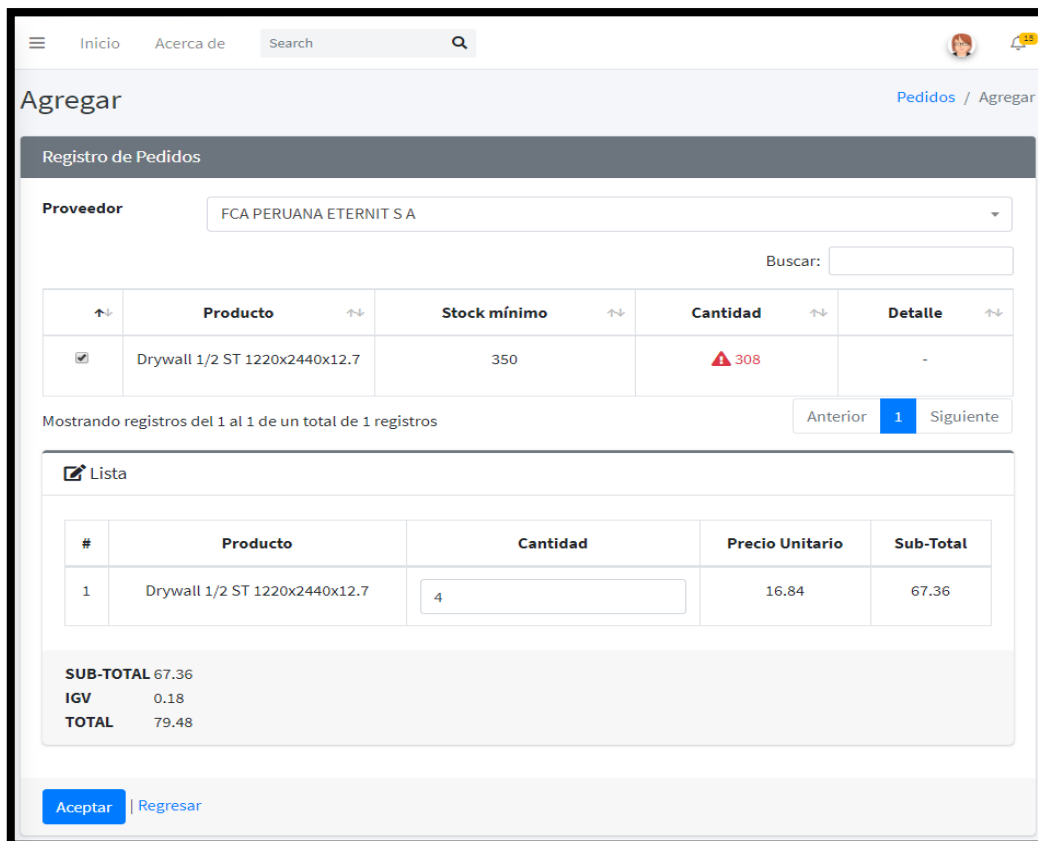 Inicio Acerca de Search
18
Agregar Pedidos / Agregar
Registro de Pedidos
Proveedor FCA PERUANA ETERNIT S A
Buscar:
Producto Stock mínimo Cantidad Detalle
Drywall 1/2 ST 1220x2440x12.7 350 308 -
Mostrando registros del 1 al 1 de un total de 1 registros Anterior 1 Siguiente
Lista
# Producto Cantidad Precio Unitario Sub-Total
1 Drywall 1/2 ST 1220x2440x12.7 4 16.84 67.36
SUB-TOTAL 67.36
IGV 0.18
TOTAL 79.48
Aceptar | Regresar